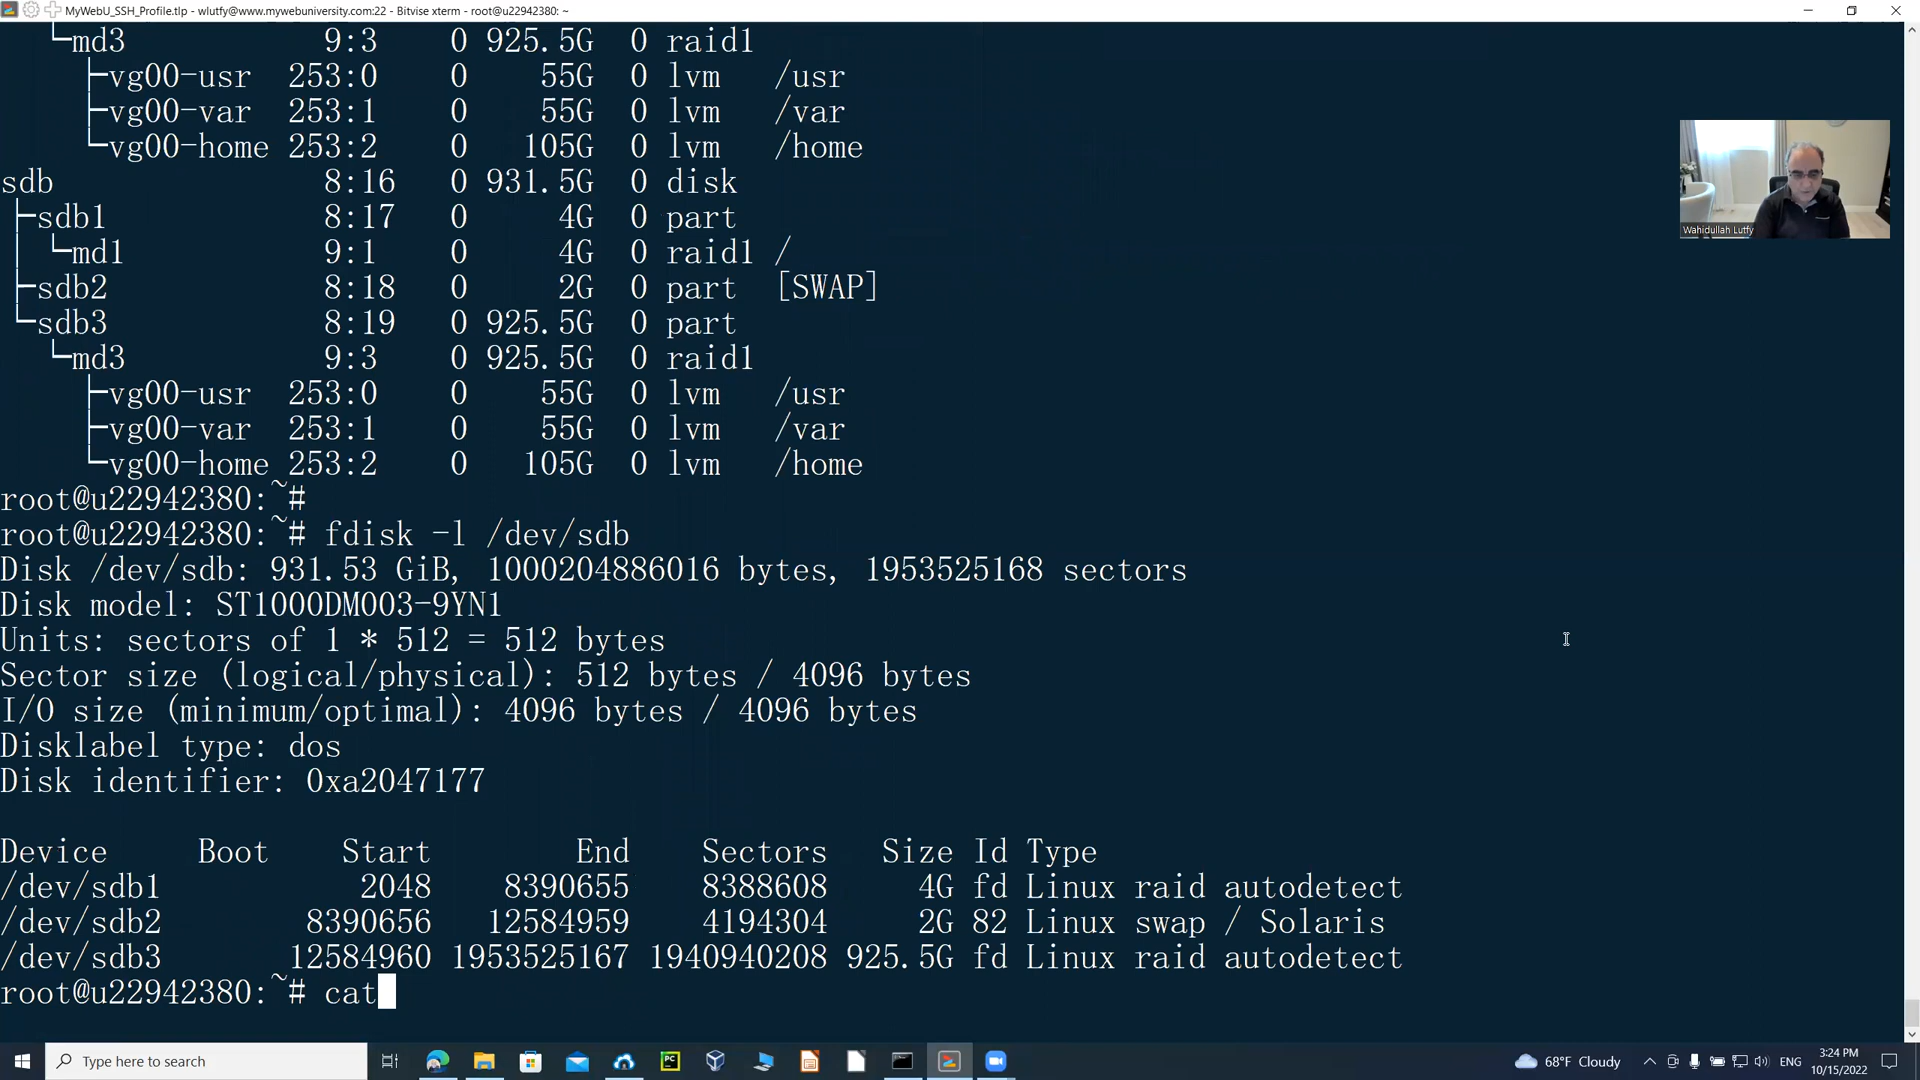 MyWebU_SSH_Profile.tlp - wlutfy@www.mywebuniversity.com:22 - Bitvise xterm - root@u22942380: ~
└─md3 9:3 0 925.5G 0 raid1
├─vg00-usr 253:0 0 55G 0 lvm /usr
├─vg00-var 253:1 0 55G 0 lvm /var
└─vg00-home 253:2 0 105G 0 lvm /home
sdb 8:16 0 931.5G 0 disk
├─sdb1 8:17 0 4G 0 part
│ └─md1 9:1 0 4G 0 raid1 /
├─sdb2 8:18 0 2G 0 part [SWAP]
└─sdb3 8:19 0 925.5G 0 part
└─md3 9:3 0 925.5G 0 raid1
├─vg00-usr 253:0 0 55G 0 lvm /usr
├─vg00-var 253:1 0 55G 0 lvm /var
└─vg00-home 253:2 0 105G 0 lvm /home
root@u22942380:~#
root@u22942380:~# fdisk -l /dev/sdb
Disk /dev/sdb: 931.53 GiB, 1000204886016 bytes, 1953525168 sectors
Disk model: ST1000DM003-9YN1
Units: sectors of 1 * 512 = 512 bytes
Sector size (logical/physical): 512 bytes / 4096 bytes
I/O size (minimum/optimal): 4096 bytes / 4096 bytes
Disklabel type: dos
Disk identifier: 0xa2047177
Device Boot Start End Sectors Size Id Type
/dev/sdb1 2048 8390655 8388608 4G fd Linux raid autodetect
/dev/sdb2 8390656 12584959 4194304 2G 82 Linux swap / Solaris
/dev/sdb3 12584960 1953525167 1940940208 925.5G fd Linux raid autodetect
root@u22942380:~# cat
Wahidullah Lutfy
Type here to search
PC
68°F Cloudy
ENG
3:24 PM
10/15/2022